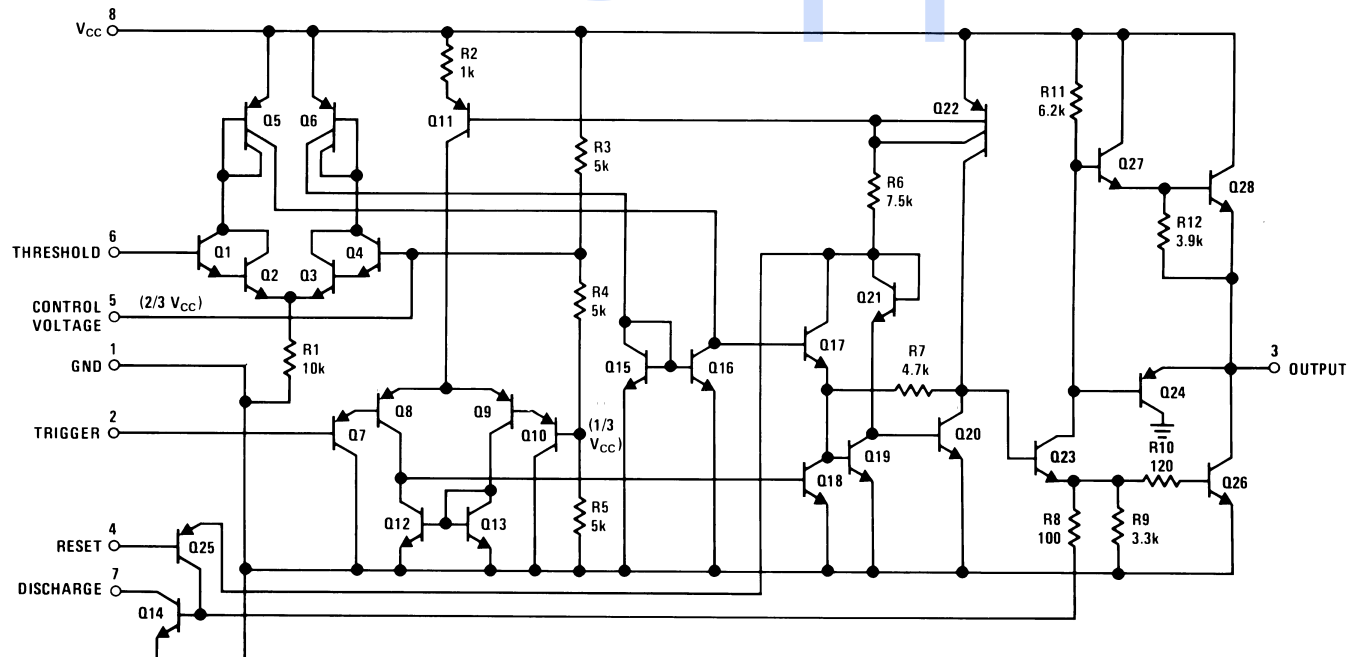 8
V_CC
R2
1k
Q5
Q6
Q11
Q22
R11
6.2k
Q27
Q28
R3
5k
R6
7.5k
R12
3.9k
6
THRESHOLD
Q1
Q2
Q3
Q4
5
CONTROL
VOLTAGE
(2/3 V_CC)
R4
5k
Q21
1
GND
R1
10k
Q15
Q16
Q17
R7
4.7k
3
OUTPUT
2
TRIGGER
Q7
Q8
Q9
Q10
(1/3
V_CC)
Q18
Q19
Q20
Q23
Q24
R10
120
Q26
4
RESET
Q25
Q12
Q13
R5
5k
R8
100
R9
3.3k
7
DISCHARGE
Q14